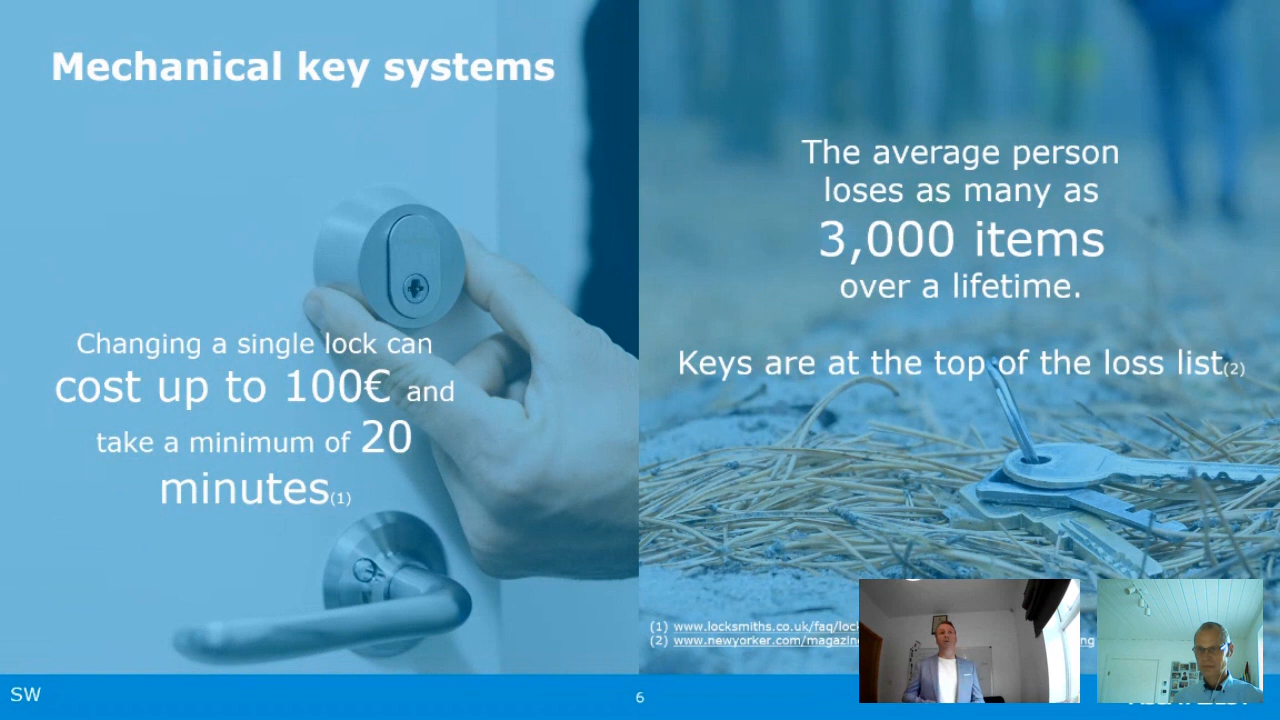 Mechanical key systems
Changing a single lock can
cost up to 100€ and
take a minimum of 20
minutes(1)
The average person
loses as many as
3,000 items
over a lifetime.
Keys are at the top of the loss list(2)
(1) www.locksmiths.co.uk/faq/
(2) www.newyorker.com/
SW
6